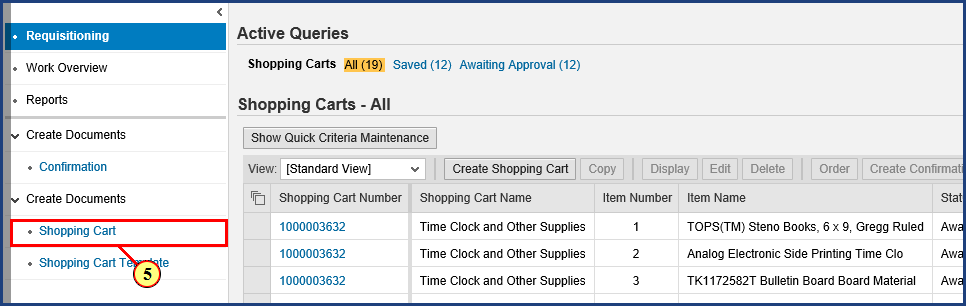 Requisitioning
Work Overview
Reports
Create Documents
Confirmation
Create Documents
Shopping Cart
Shopping Cart Template
5
Active Queries
Shopping Carts All (19) Saved (12) Awaiting Approval (12)
Shopping Carts - All
Show Quick Criteria Maintenance
View: [Standard View] Create Shopping Cart Copy Display Edit Delete Order Create Confirmati
Shopping Cart Number Shopping Cart Name Item Number Item Name Stat
1000003632 Time Clock and Other Supplies 1 TOPS(TM) Steno Books, 6 x 9, Gregg Ruled Awa
1000003632 Time Clock and Other Supplies 2 Analog Electronic Side Printing Time Clo Awa
1000003632 Time Clock and Other Supplies 3 TK1172582T Bulletin Board Board Material Awa